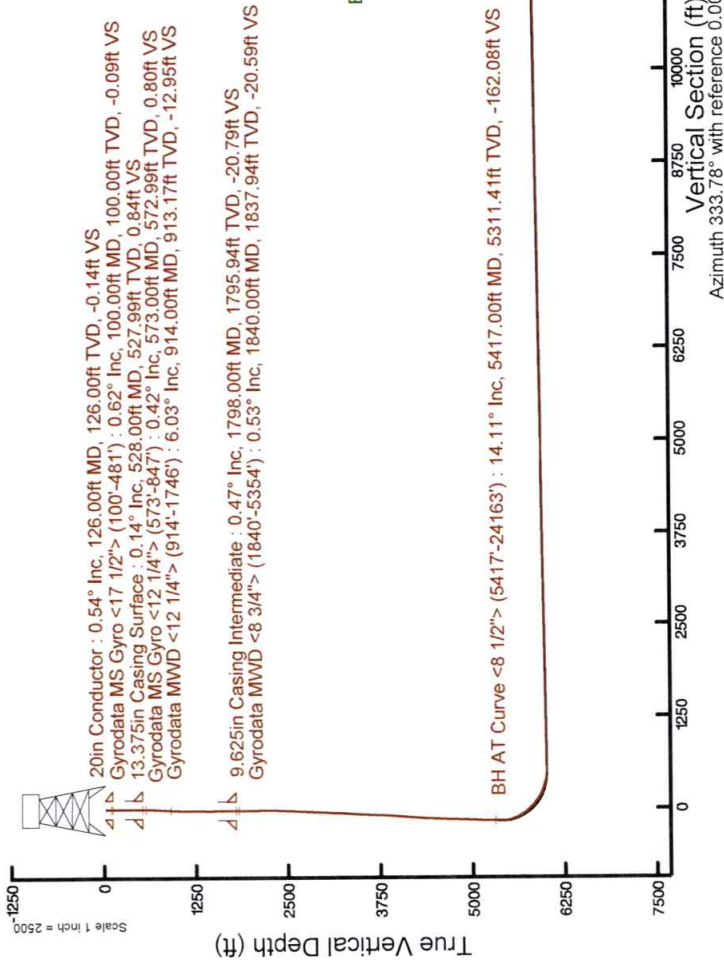 Scale 1 inch = 2500
True Vertical Depth (ft)
-1250
0
1250
2500
3750
5000
6250
7500
20in Conductor : 0.54° Inc, 126.00ft MD, 126.00ft TVD, -0.14ft VS
Gyrodata MS Gyro <17 1/2"> (100'-481') : 0.62° Inc, 100.00ft MD, 100.00ft TVD, -0.09ft VS
13.375in Casing Surface : 0.14° Inc, 528.00ft MD, 527.99ft TVD, 0.84ft VS
Gyrodata MS Gyro <12 1/4"> (573'-847') : 0.42° Inc, 573.00ft MD, 572.99ft TVD, 0.80ft VS
Gyrodata MWD <12 1/4"> (914'-1746') : 6.03° Inc, 914.00ft MD, 913.17ft TVD, -12.95ft VS
9.625in Casing Intermediate : 0.47° Inc, 1798.00ft MD, 1795.94ft TVD, -20.79ft VS
Gyrodata MWD <8 3/4"> (1840'-5354') : 0.53° Inc, 1840.00ft MD, 1837.94ft TVD, -20.59ft VS
BH AT Curve <8 1/2"> (5417'-24163') : 14.11° Inc, 5417.00ft MD, 5311.41ft TVD, -162.08ft VS
0
1250
2500
3750
5000
6250
7500
8750
10000
Vertical Section (ft)
Azimuth 333.78° with reference 0.00